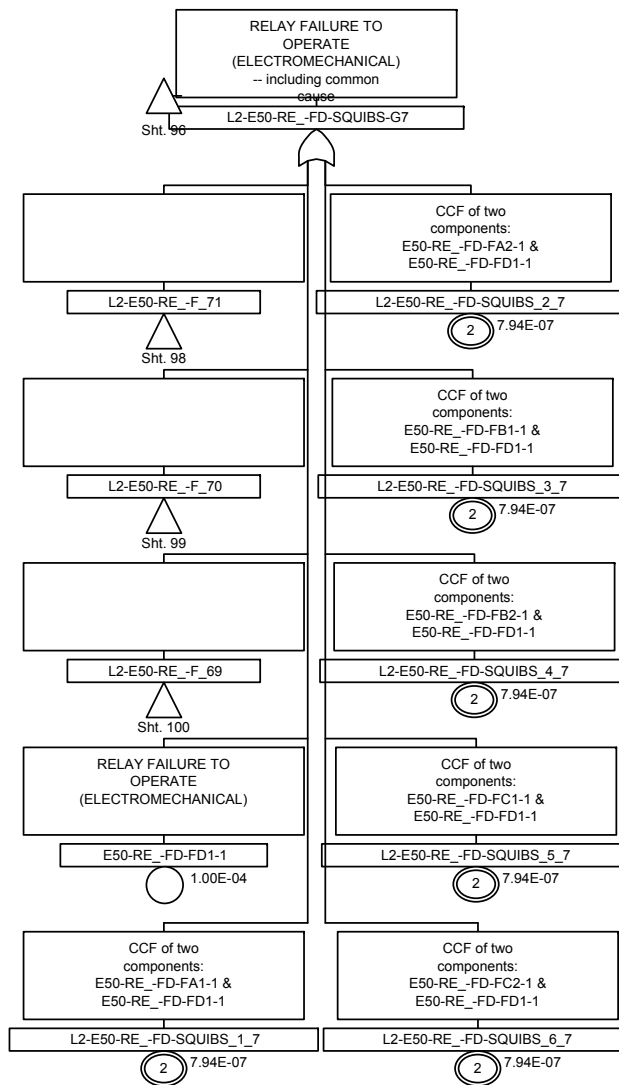 RELAY FAILURE TO
OPERATE
(ELECTROMECHANICAL)
-- including common
cause
L2-E50-RE_-FD-SQUIBS-G7
Sht. 96
L2-E50-RE_-F_71
Sht. 98
CCF of two
components:
E50-RE_-FD-FA2-1 &
E50-RE_-FD-FD1-1
L2-E50-RE_-FD-SQUIBS_2_7
2
7.94E-07
L2-E50-RE_-F_70
Sht. 99
CCF of two
components:
E50-RE_-FD-FB1-1 &
E50-RE_-FD-FD1-1
L2-E50-RE_-FD-SQUIBS_3_7
2
7.94E-07
L2-E50-RE_-F_69
Sht. 100
CCF of two
components:
E50-RE_-FD-FB2-1 &
E50-RE_-FD-FD1-1
L2-E50-RE_-FD-SQUIBS_4_7
2
7.94E-07
RELAY FAILURE TO
OPERATE
(ELECTROMECHANICAL)
E50-RE_-FD-FD1-1
1.00E-04
CCF of two
components:
E50-RE_-FD-FC1-1 &
E50-RE_-FD-FD1-1
L2-E50-RE_-FD-SQUIBS_5_7
2
7.94E-07
CCF of two
components:
E50-RE_-FD-FA1-1 &
E50-RE_-FD-FD1-1
L2-E50-RE_-FD-SQUIBS_1_7
2
7.94E-07
CCF of two
components:
E50-RE_-FD-FC2-1 &
E50-RE_-FD-FD1-1
L2-E50-RE_-FD-SQUIBS_6_7
2
7.94E-07